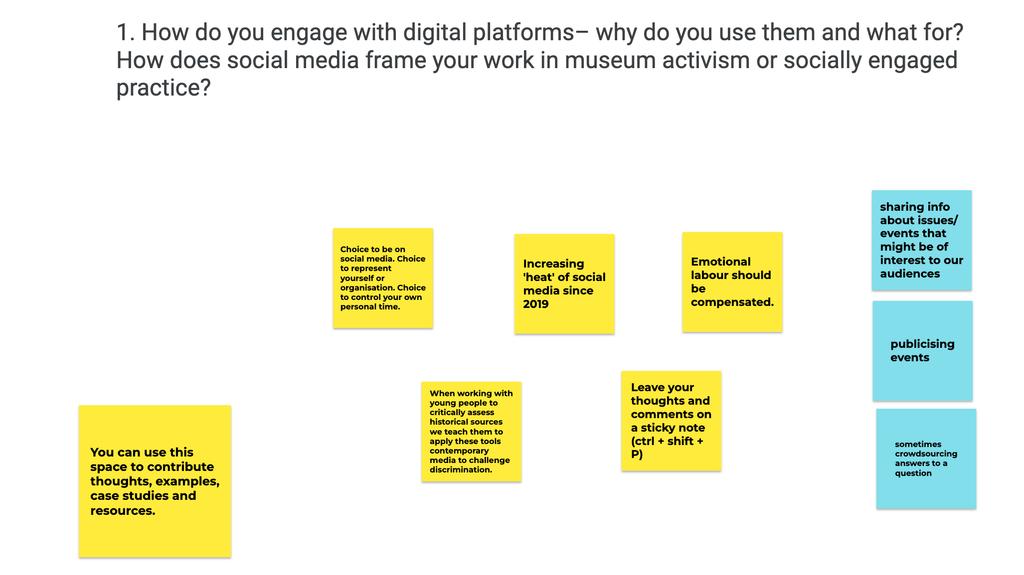 1. How do you engage with digital platforms– why do you use them and what for?
How does social media frame your work in museum activism or socially engaged
practice?
Choice to be on
social media. Choice
to represent
yourself or
organisation. Choice
to control your own
personal time.
Increasing
'heat' of social
media since
2019
Emotional
labour should
be
compensated.
sharing info
about issues/
events that
might be of
interest to our
audiences
publicising
events
When working with
young people to
critically assess
historical sources
we teach them to
apply these tools
contemporary
media to challenge
discrimination.
Leave your
thoughts and
comments on
a sticky note
(ctrl + shift +
P)
sometimes
crowdsourcing
answers to a
question
You can use this
space to contribute
thoughts, examples,
case studies and
resources.